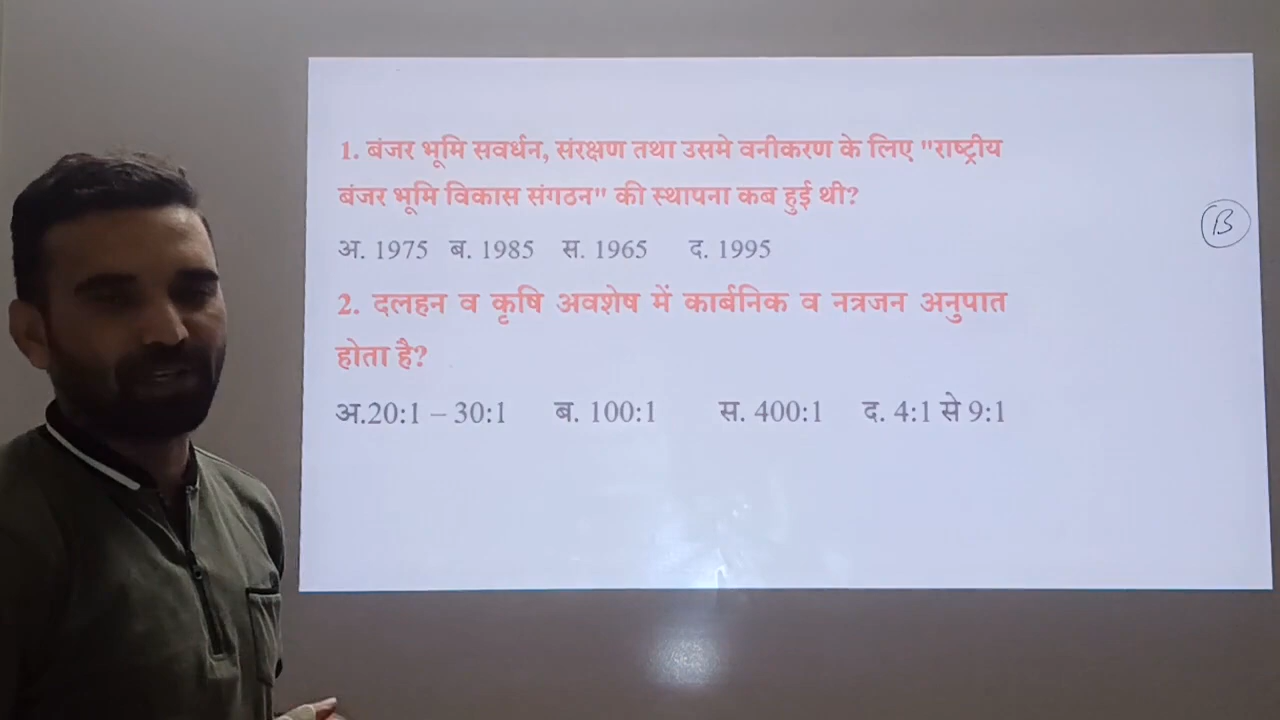 1. बंजर भूमि सवर्धन, संरक्षण तथा उसमे वनीकरण के लिए "राष्ट्रीय
बंजर भूमि विकास संगठन" की स्थापना कब हुई थी?
B
अ. 1975 ब. 1985 स. 1965 द. 1995
2. दलहन व कृषि अवशेष में कार्बनिक व नत्रजन अनुपात
होता है?
अ.20:1 – 30:1 ब. 100:1 स. 400:1 द. 4:1 से 9:1